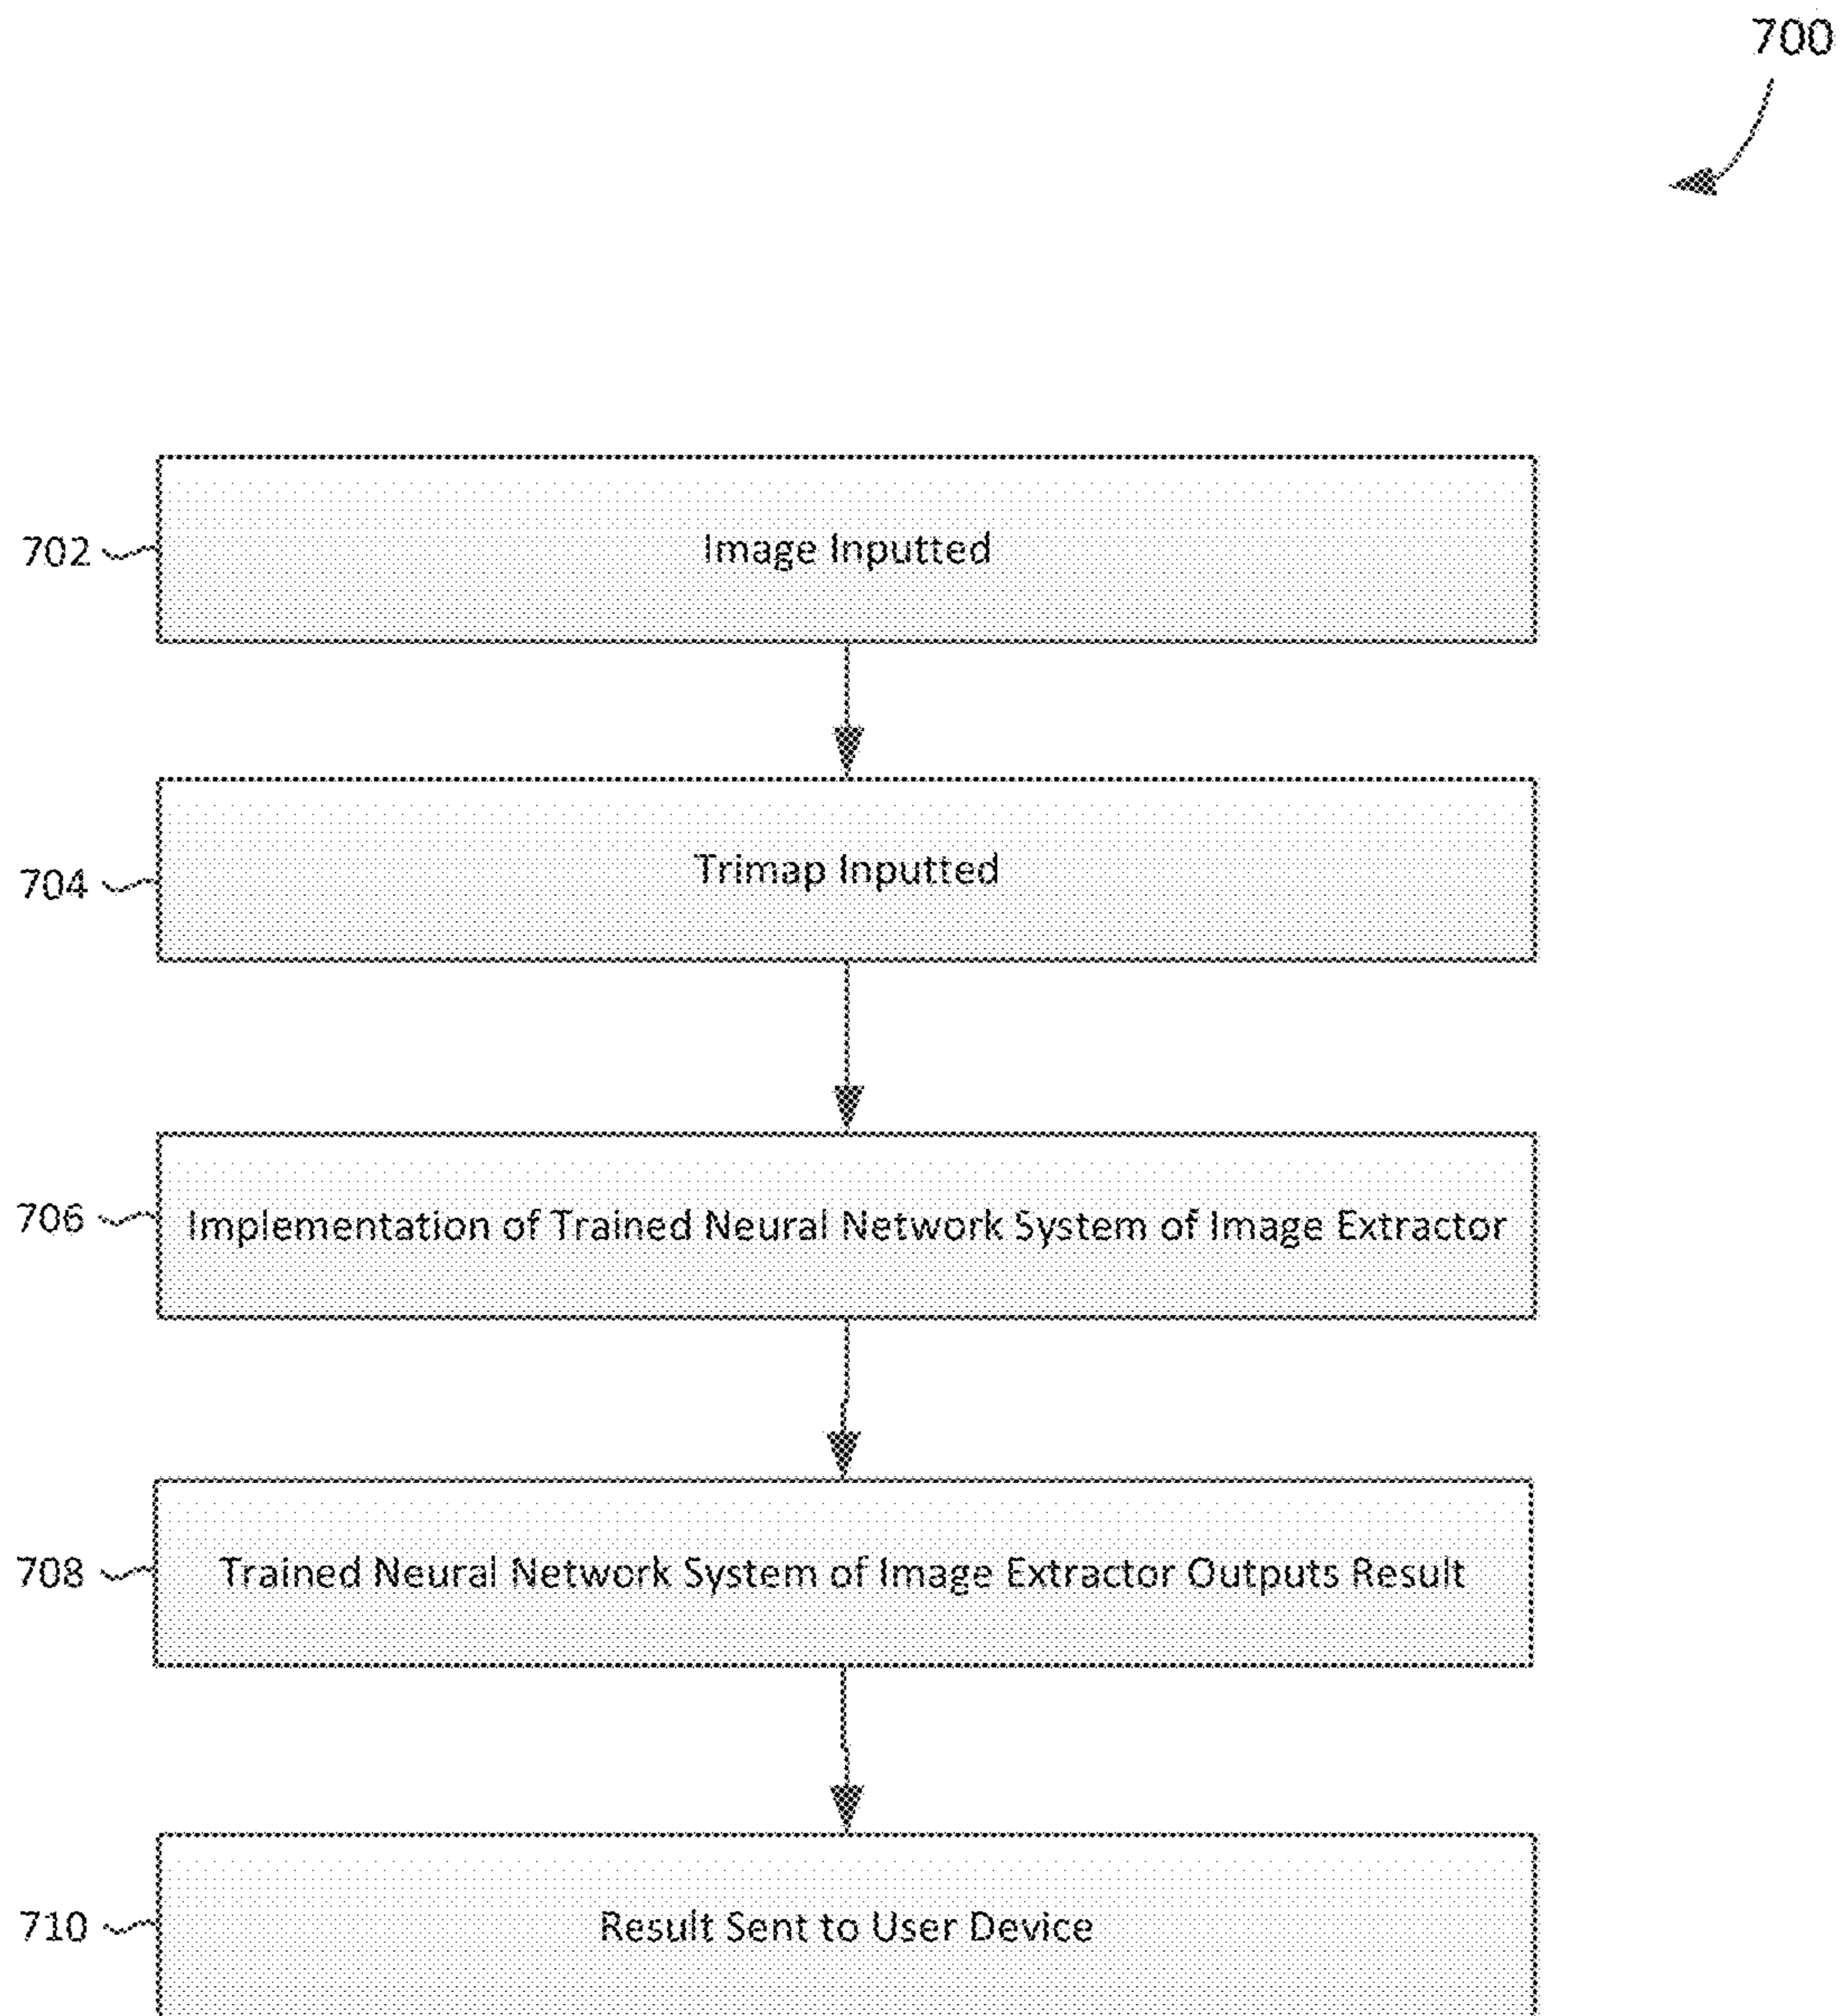 700
702 Image Inputted
704 Trimap Inputted
706 Implementation of Trained Neural Network System of Image Extractor
708 Trained Neural Network System of Image Extractor Outputs Result
710 Result Sent to User Device